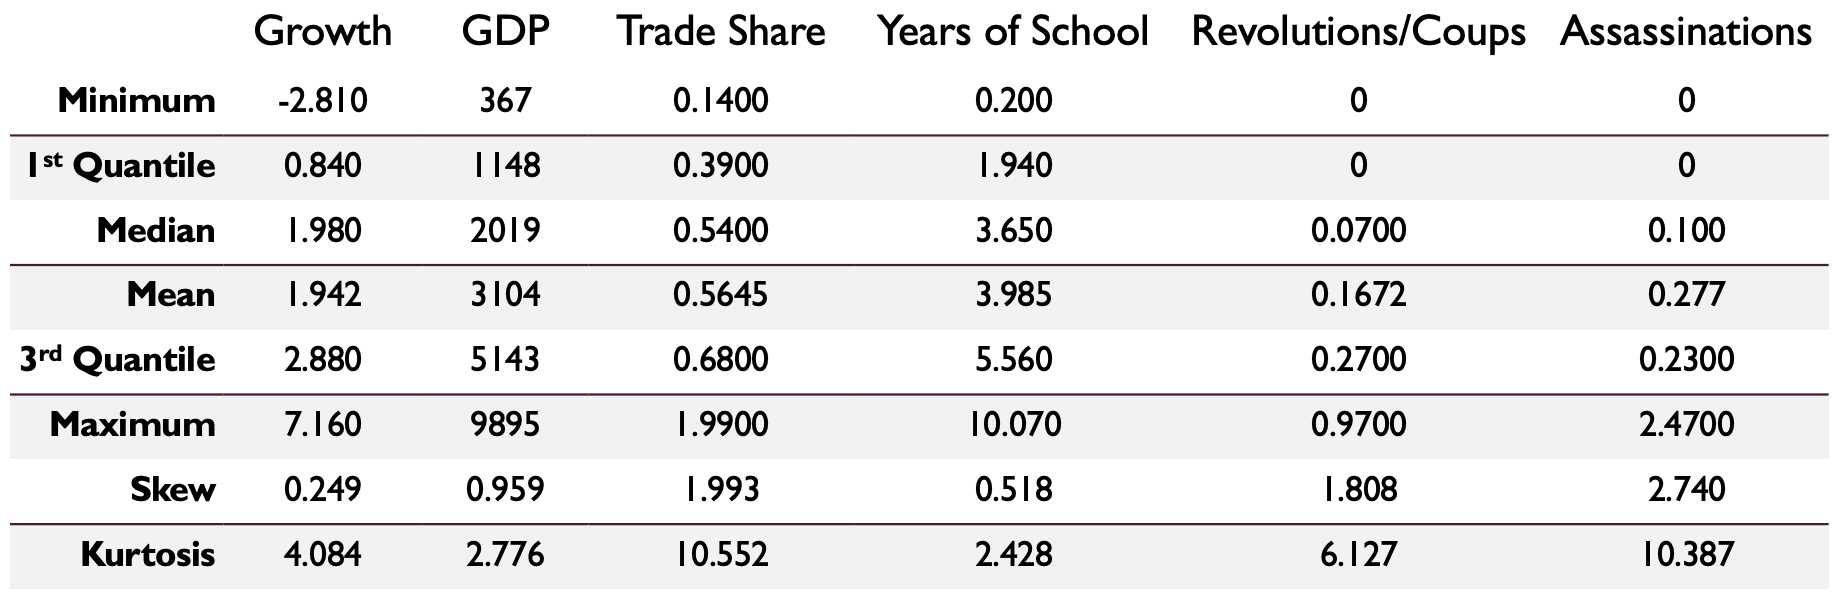 Growth GDP Trade Share Years of School Revolutions/Coups Assassinations
Minimum -2.810 367 0.1400 0.200 0 0
1st Quantile 0.840 1148 0.3900 1.940 0 0
Median 1.980 2019 0.5400 3.650 0.0700 0.100
Mean 1.942 3104 0.5645 3.985 0.1672 0.277
3rd Quantile 2.880 5143 0.6800 5.560 0.2700 0.2300
Maximum 7.160 9895 1.9900 10.070 0.9700 2.4700
Skew 0.249 0.959 1.993 0.518 1.808 2.740
Kurtosis 4.084 2.776 10.552 2.428 6.127 10.387